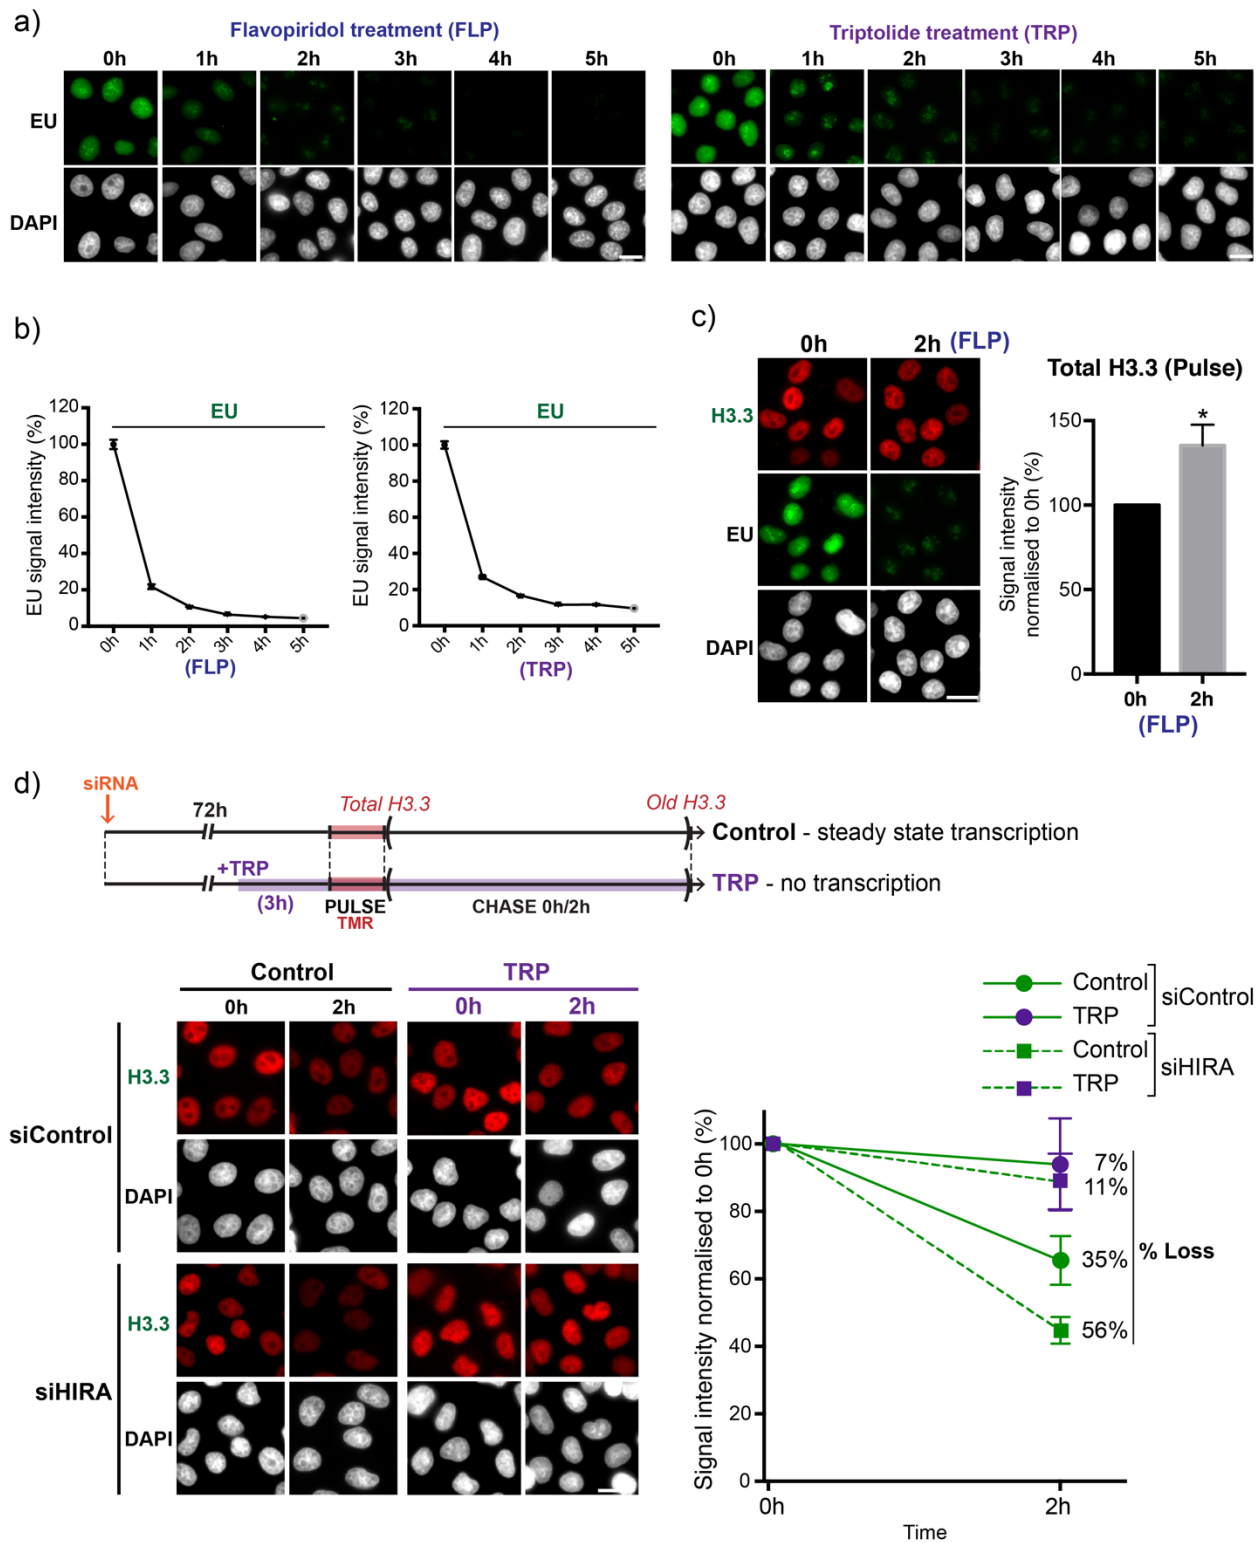 a)
Flavopiridol treatment (FLP)
0h 1h 2h 3h 4h 5h
EU
DAPI
Triptolide treatment (TRP)
0h 1h 2h 3h 4h 5h
b)
EU
EU signal intensity (%)
120
100
80
60
40
20
0
0h 1h 2h 3h 4h 5h
(FLP)
EU
EU signal intensity (%)
120
100
80
60
40
20
0
0h 1h 2h 3h 4h 5h
(TRP)
c)
0h 2h (FLP)
H3.3
EU
DAPI
Total H3.3 (Pulse)
Signal intensity
normalised to 0h (%)
150
100
50
0
*
0h 2h
(FLP)
d)
siRNA
72h
Total H3.3
Old H3.3
Control - steady state transcription
+TRP
TRP - no transcription
(3h)
PULSE
TMR
CHASE 0h/2h
Control TRP
0h 2h 0h 2h
siControl
H3.3
DAPI
siHIRA
H3.3
DAPI
Control
TRP
siControl
Control
TRP
siHIRA
Signal intensity normalised to 0h (%)
100
80
60
40
20
0
7%
11%
35%
56%
% Loss
0h 2h
Time